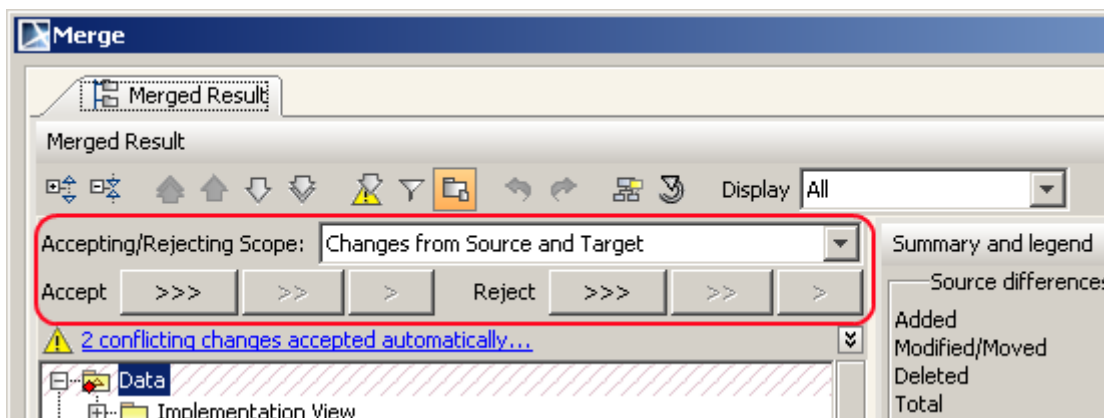 Merge
Merged Result
Merged Result
Display All
Accepting/Rejecting Scope: Changes from Source and Target
Accept >>> >> > Reject >>> >> >
2 conflicting changes accepted automatically...
Data
Implementation View
Summary and legend
Source differences
Added
Modified/Moved
Deleted
Total